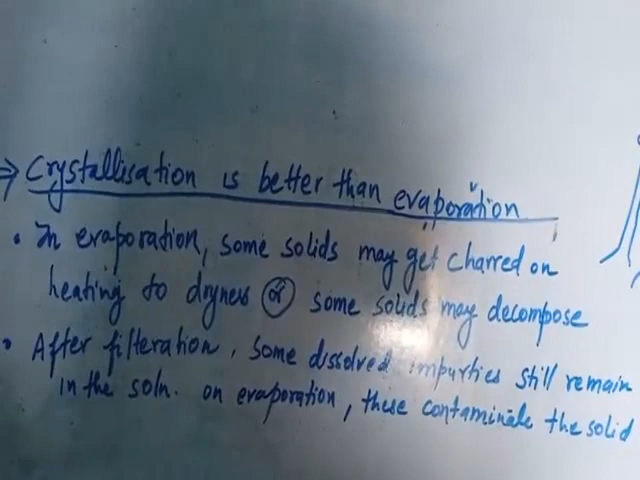 ⇒ Crystallisation is better than evaporation
• In evaporation, some solids may get charred on
heating to dryness or some solids may decompose
• After filteration, some dissolved impurties still remain
in the soln. on evaporation, these contaminate the solid